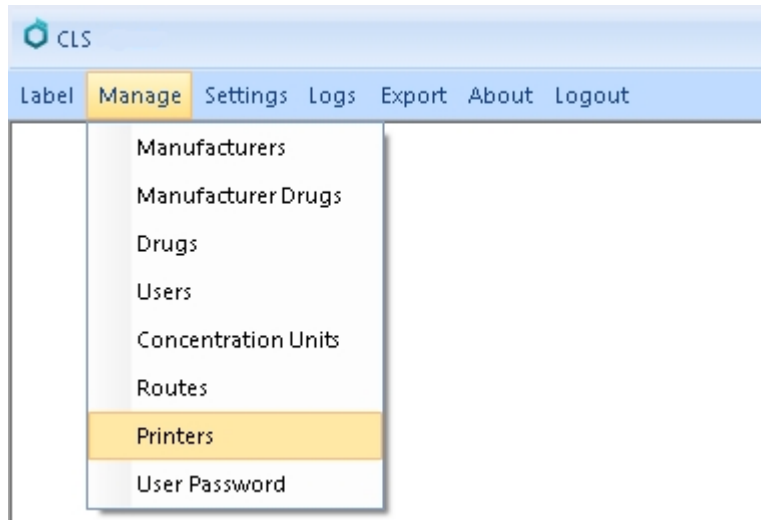 CLS
Label Manage Settings Logs Export About Logout
Manufacturers
Manufacturer Drugs
Drugs
Users
Concentration Units
Routes
Printers
User Password